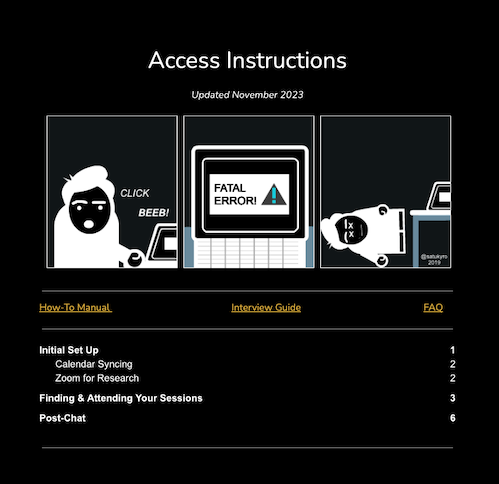 Access Instructions
Updated November 2023
CLICK
BEEB!
FATAL
ERROR!
!
@satukyro
2019
How-To Manual
Interview Guide
FAQ
Initial Set Up 1
Calendar Syncing 2
Zoom for Research 2
Finding & Attending Your Sessions 3
Post-Chat 6